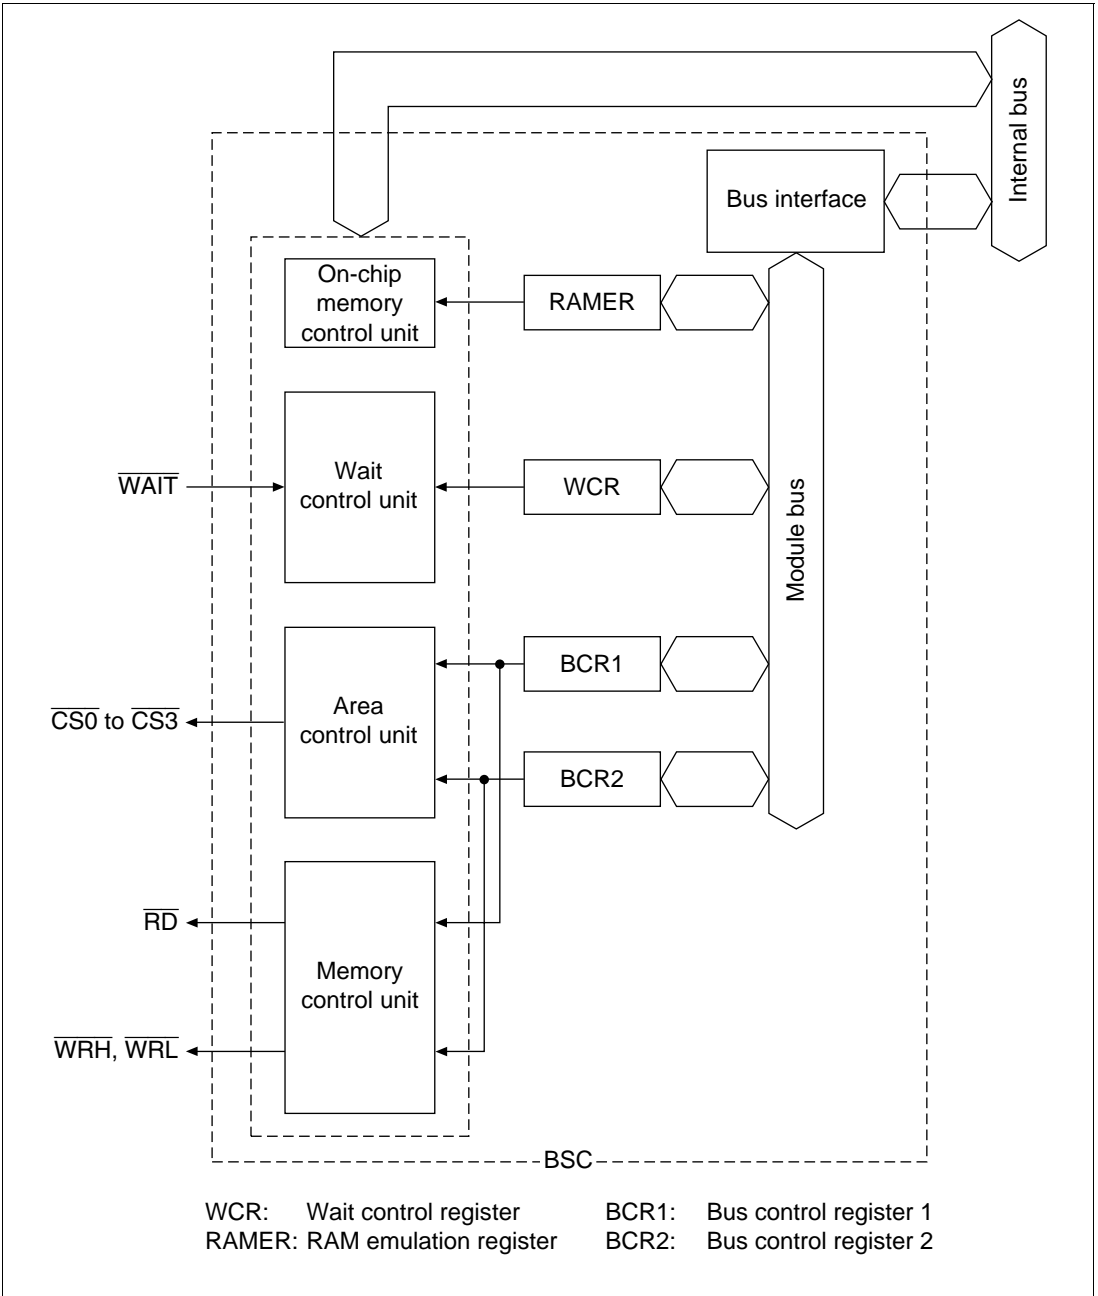 Internal bus
Bus interface
On-chip
memory
control unit
RAMER
WAIT
Wait
control unit
WCR
Module bus
BCR1
CS0 to CS3
Area
control unit
BCR2
RD
Memory
control unit
WRH, WRL
BSC
WCR: Wait control register BCR1: Bus control register 1
RAMER: RAM emulation register BCR2: Bus control register 2